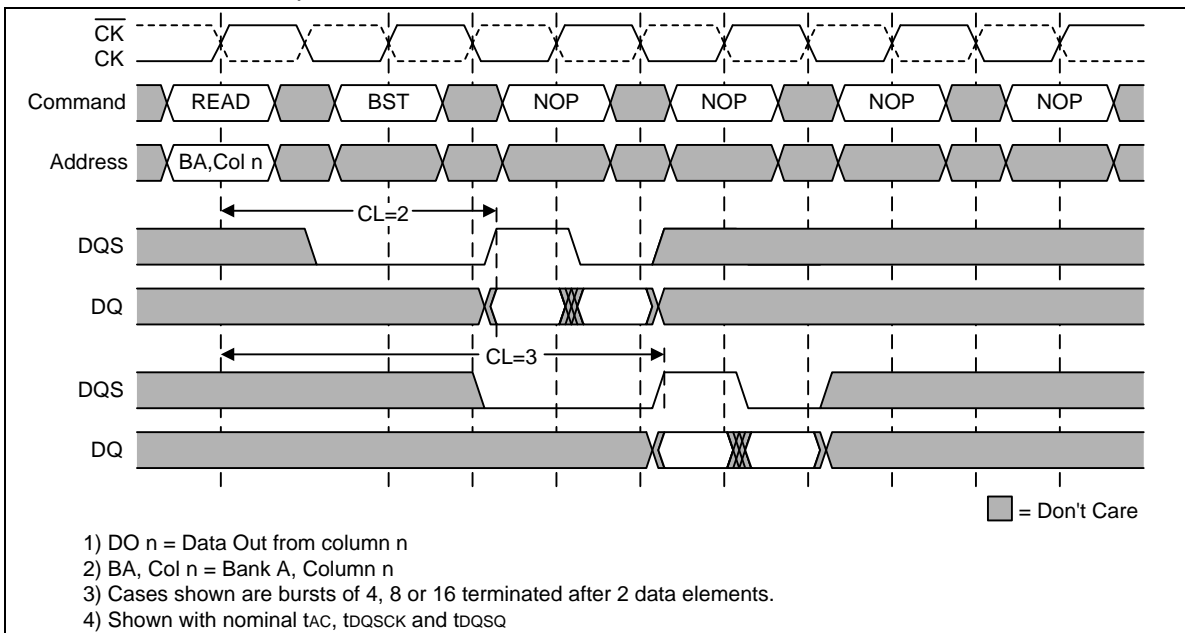 CK
CK
Command READ BST NOP NOP NOP NOP
Address BA,Col n
CL=2
DQS
DQ
CL=3
DQS
DQ
= Don't Care
1) DO n = Data Out from column n
2) BA, Col n = Bank A, Column n
3) Cases shown are bursts of 4, 8 or 16 terminated after 2 data elements.
4) Shown with nominal tAC, tDQSCK and tDQSQ